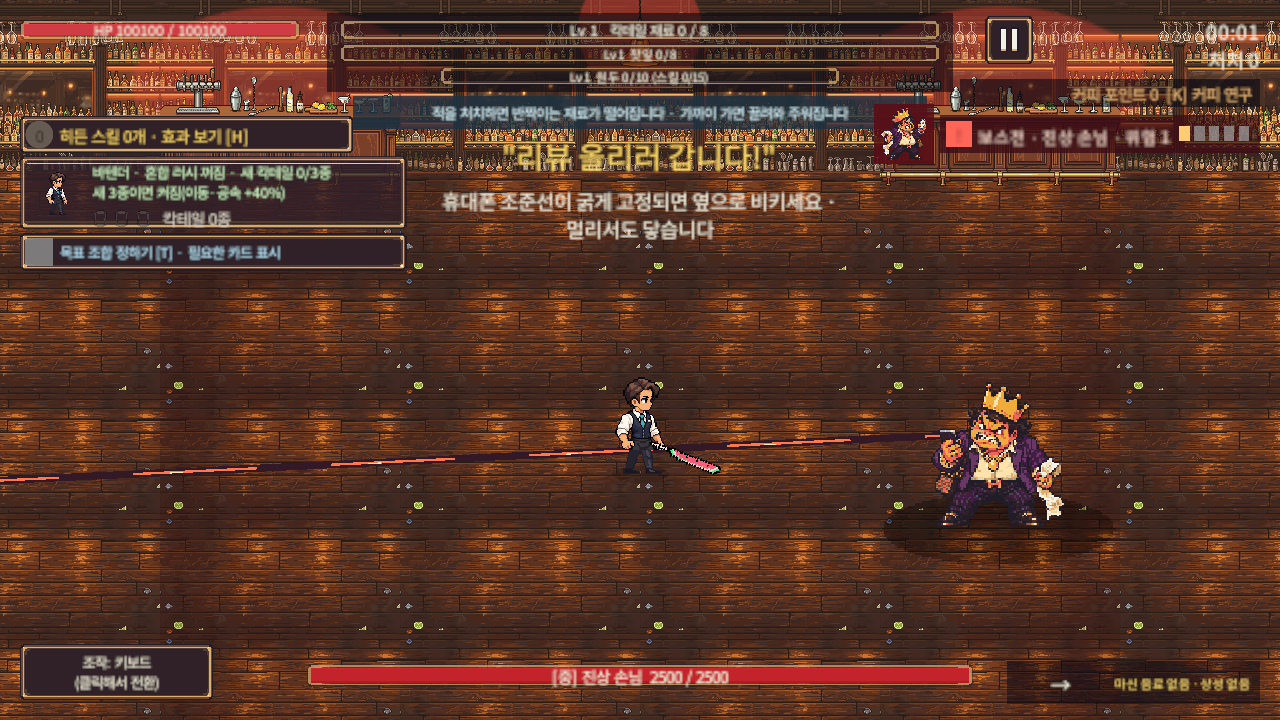 HP 100100 / 100100
Lv 1 칵테일 재료 0 / 8
Lv1 찻잎 0/8
Lv1 원두 0/10 (스킬 0/15)
00:01
처치 0
커피 포인트 0 [K] 커피 연구
적을 처치하면 반짝이는 재료가 떨어집니다 · 가까이 가면 끌려와 주워집니다
0 히든 스킬 0개 · 효과 보기 [H]
보스전 · 진상 손님 · 위험 1
"리뷰 올리러 갑니다!"
바텐더 - 혼합 러시 꺼짐 - 새 칵테일 0/3종
새 3종이면 켜짐(이동·공속 +40%)
칵테일 0종
휴대폰 조준선이 굵게 고정되면 옆으로 비키세요 ·
멀리서도 닿습니다
목표 조합 정하기 [T] - 필요한 카드 표시
조작: 키보드
(클릭해서 전환)
[중] 진상 손님 2500 / 2500
→ 마신 음료 없음 · 상성 없음